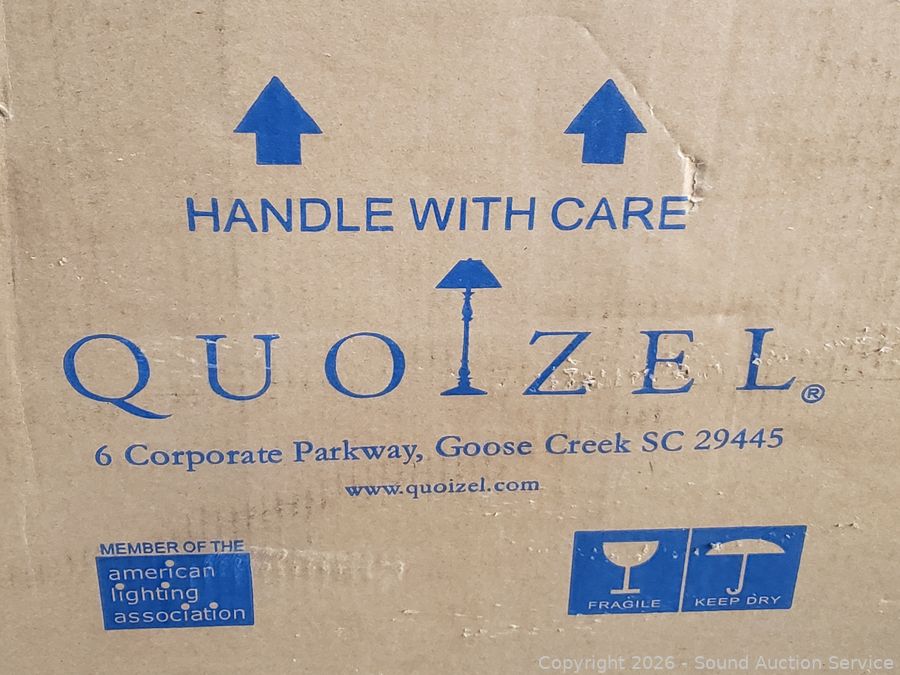 HANDLE WITH CARE
QUOIZEL®
6 Corporate Parkway, Goose Creek SC 29445
www.quoizel.com
MEMBER OF THE
american
lighting
association
FRAGILE
KEEP DRY
Copyright 2026 - Sound Auction Service